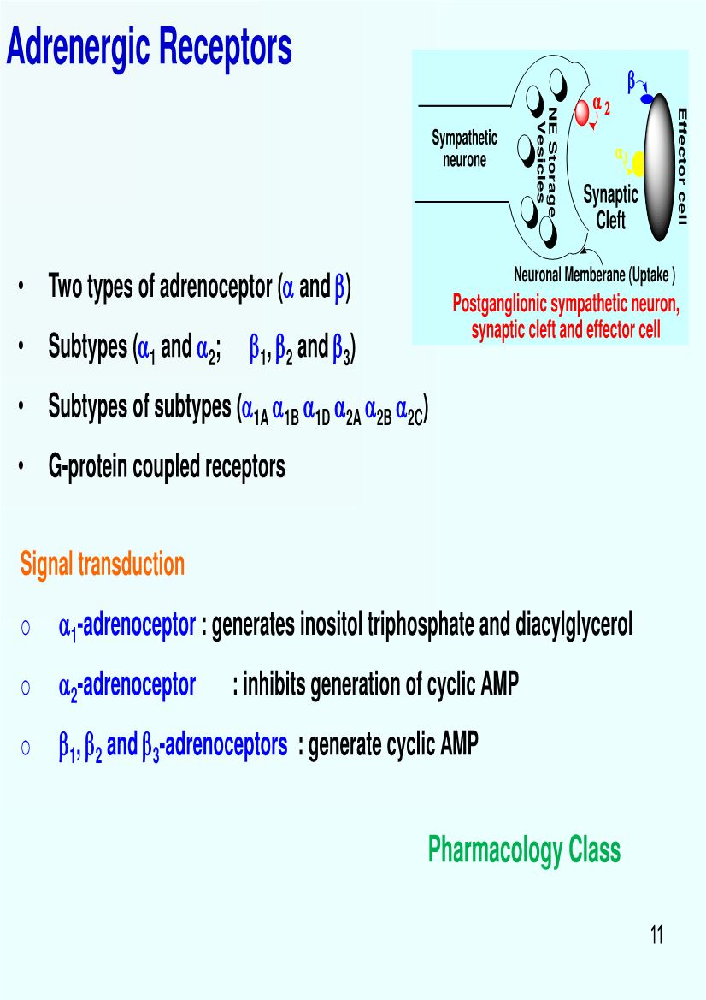 Adrenergic Receptors
β
α 2
Sympathetic
neurone
NE Storage
Vesicles
α1
Effector cell
Synaptic
Cleft
Neuronal Memberane (Uptake )
Postganglionic sympathetic neuron,
synaptic cleft and effector cell
• Two types of adrenoceptor (α and β)
• Subtypes (α1 and α2; β1, β2 and β3)
• Subtypes of subtypes (α1A α1B α1D α2A α2B α2C)
• G-protein coupled receptors
Signal transduction
○ α1-adrenoceptor : generates inositol triphosphate and diacylglycerol
○ α2-adrenoceptor : inhibits generation of cyclic AMP
○ β1, β2 and β3-adrenoceptors : generate cyclic AMP
Pharmacology Class
11